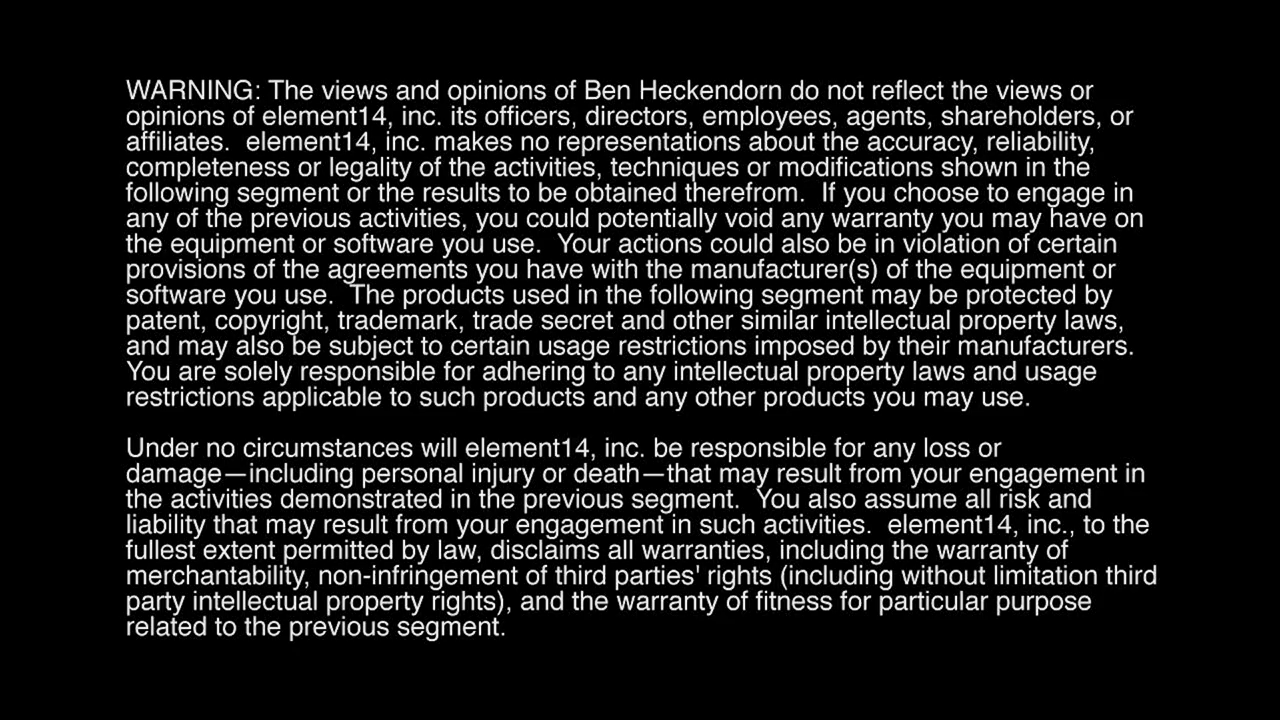 WARNING: The views and opinions of Ben Heckendorn do not reflect the views or
opinions of element14, inc. its officers, directors, employees, agents, shareholders, or
affiliates.  element14, inc. makes no representations about the accuracy, reliability,
completeness or legality of the activities, techniques or modifications shown in the
following segment or the results to be obtained therefrom.  If you choose to engage in
any of the previous activities, you could potentially void any warranty you may have on
the equipment or software you use.  Your actions could also be in violation of certain
provisions of the agreements you have with the manufacturer(s) of the equipment or
software you use.  The products used in the following segment may be protected by
patent, copyright, trademark, trade secret and other similar intellectual property laws,
and may also be subject to certain usage restrictions imposed by their manufacturers.
You are solely responsible for adhering to any intellectual property laws and usage
restrictions applicable to such products and any other products you may use.
Under no circumstances will element14, inc. be responsible for any loss or
damage—including personal injury or death—that may result from your engagement in
the activities demonstrated in the previous segment.  You also assume all risk and
liability that may result from your engagement in such activities.  element14, inc., to the
fullest extent permitted by law, disclaims all warranties, including the warranty of
merchantability, non-infringement of third parties' rights (including without limitation third
party intellectual property rights), and the warranty of fitness for particular purpose
related to the previous segment.